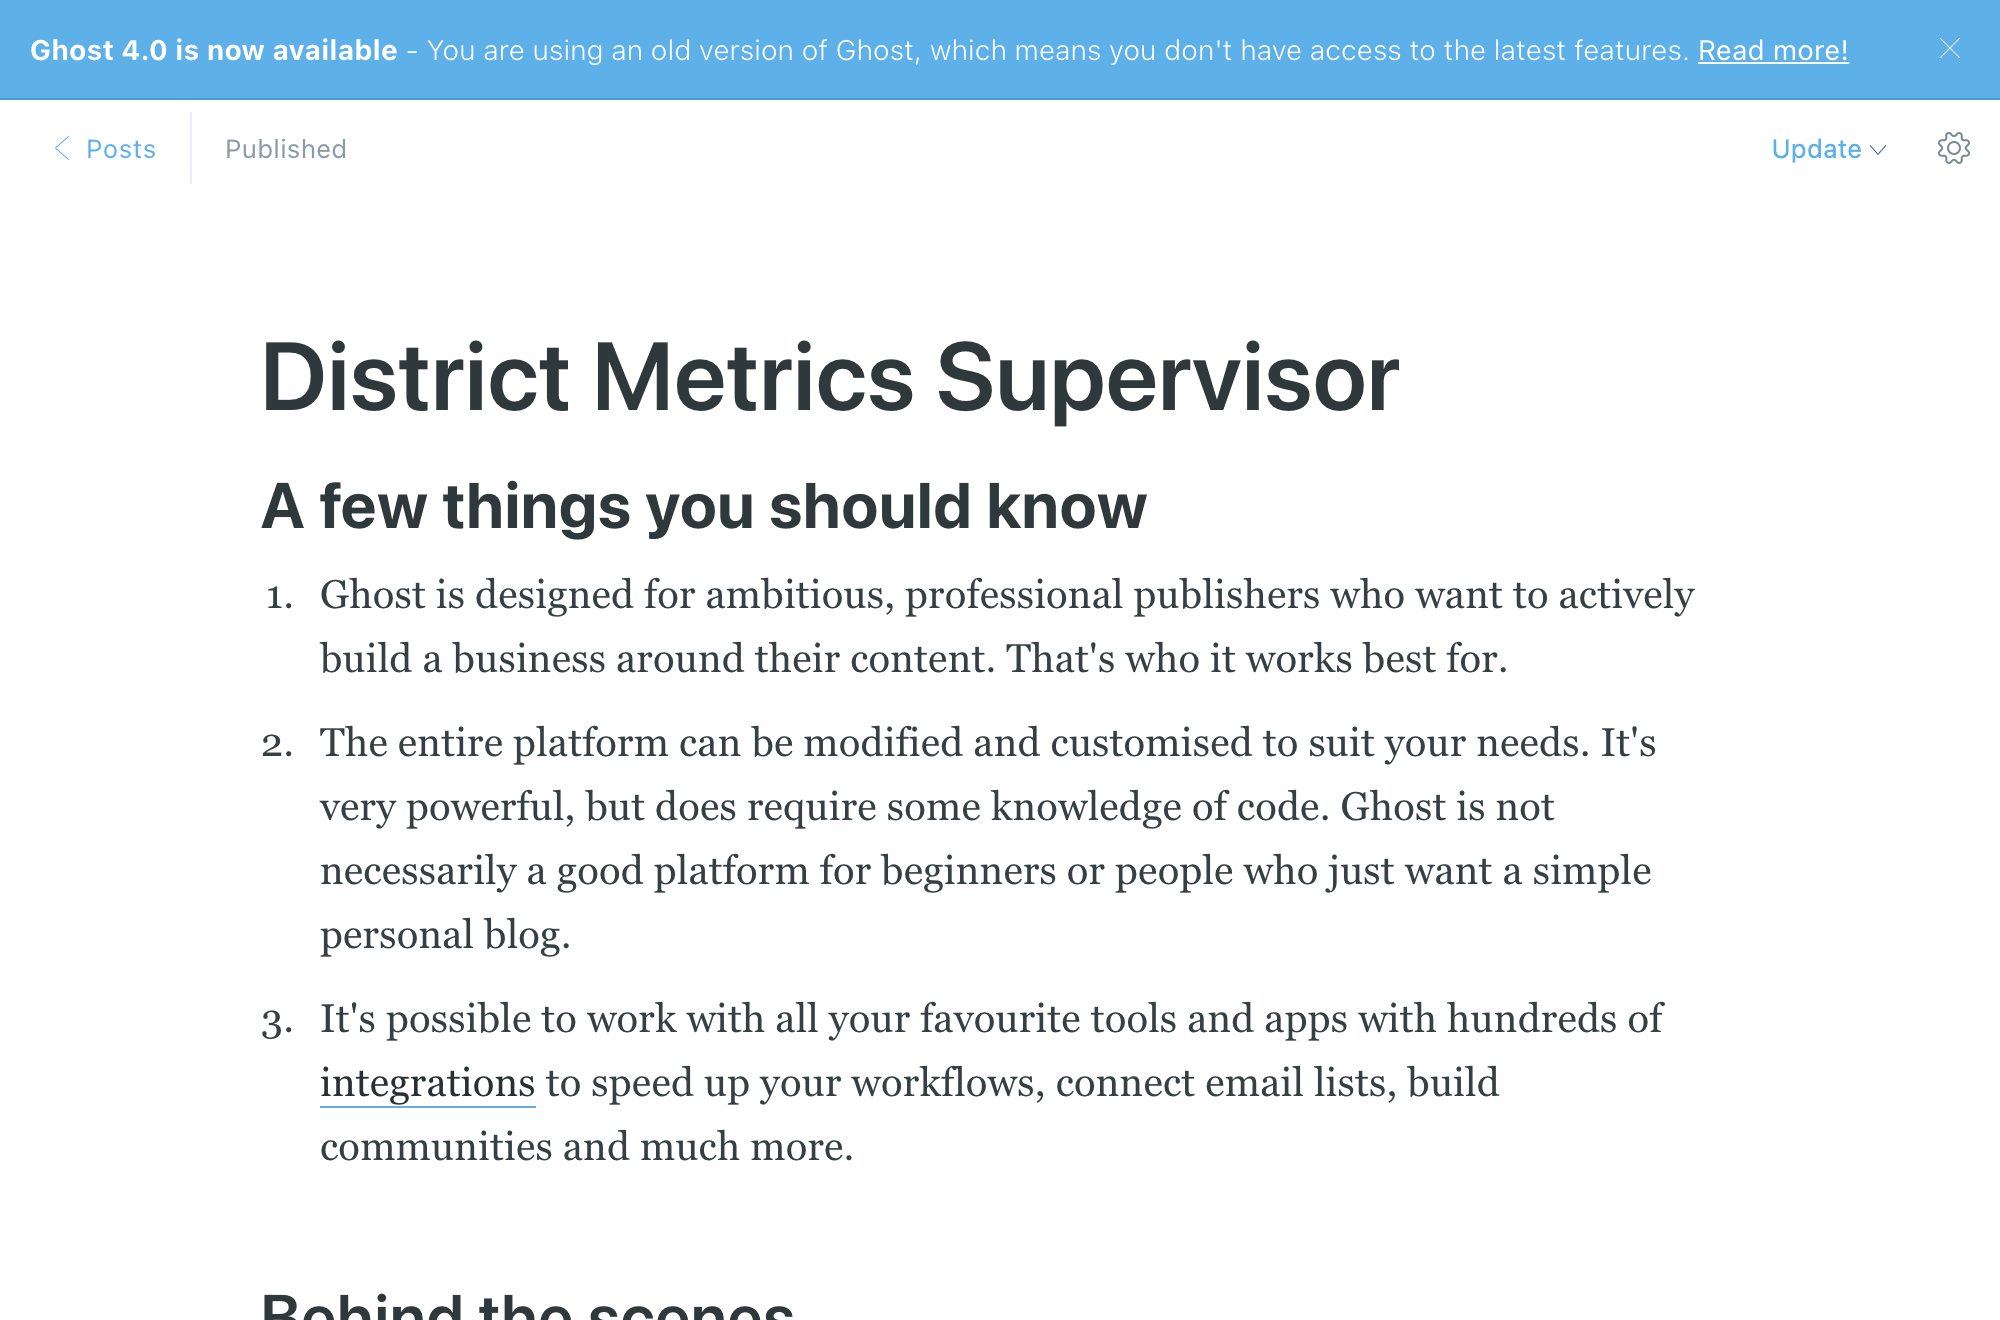 Ghost 4.0 is now available - You are using an old version of Ghost, which means you don't have access to the latest features. Read more!
Posts
Published
Update
District Metrics Supervisor
A few things you should know
1. Ghost is designed for ambitious, professional publishers who want to actively
build a business around their content. That's who it works best for.
2. The entire platform can be modified and customised to suit your needs. It's
very powerful, but does require some knowledge of code. Ghost is not
necessarily a good platform for beginners or people who just want a simple
personal blog.
3. It's possible to work with all your favourite tools and apps with hundreds of
integrations to speed up your workflows, connect email lists, build
communities and much more.
Behind the scenes